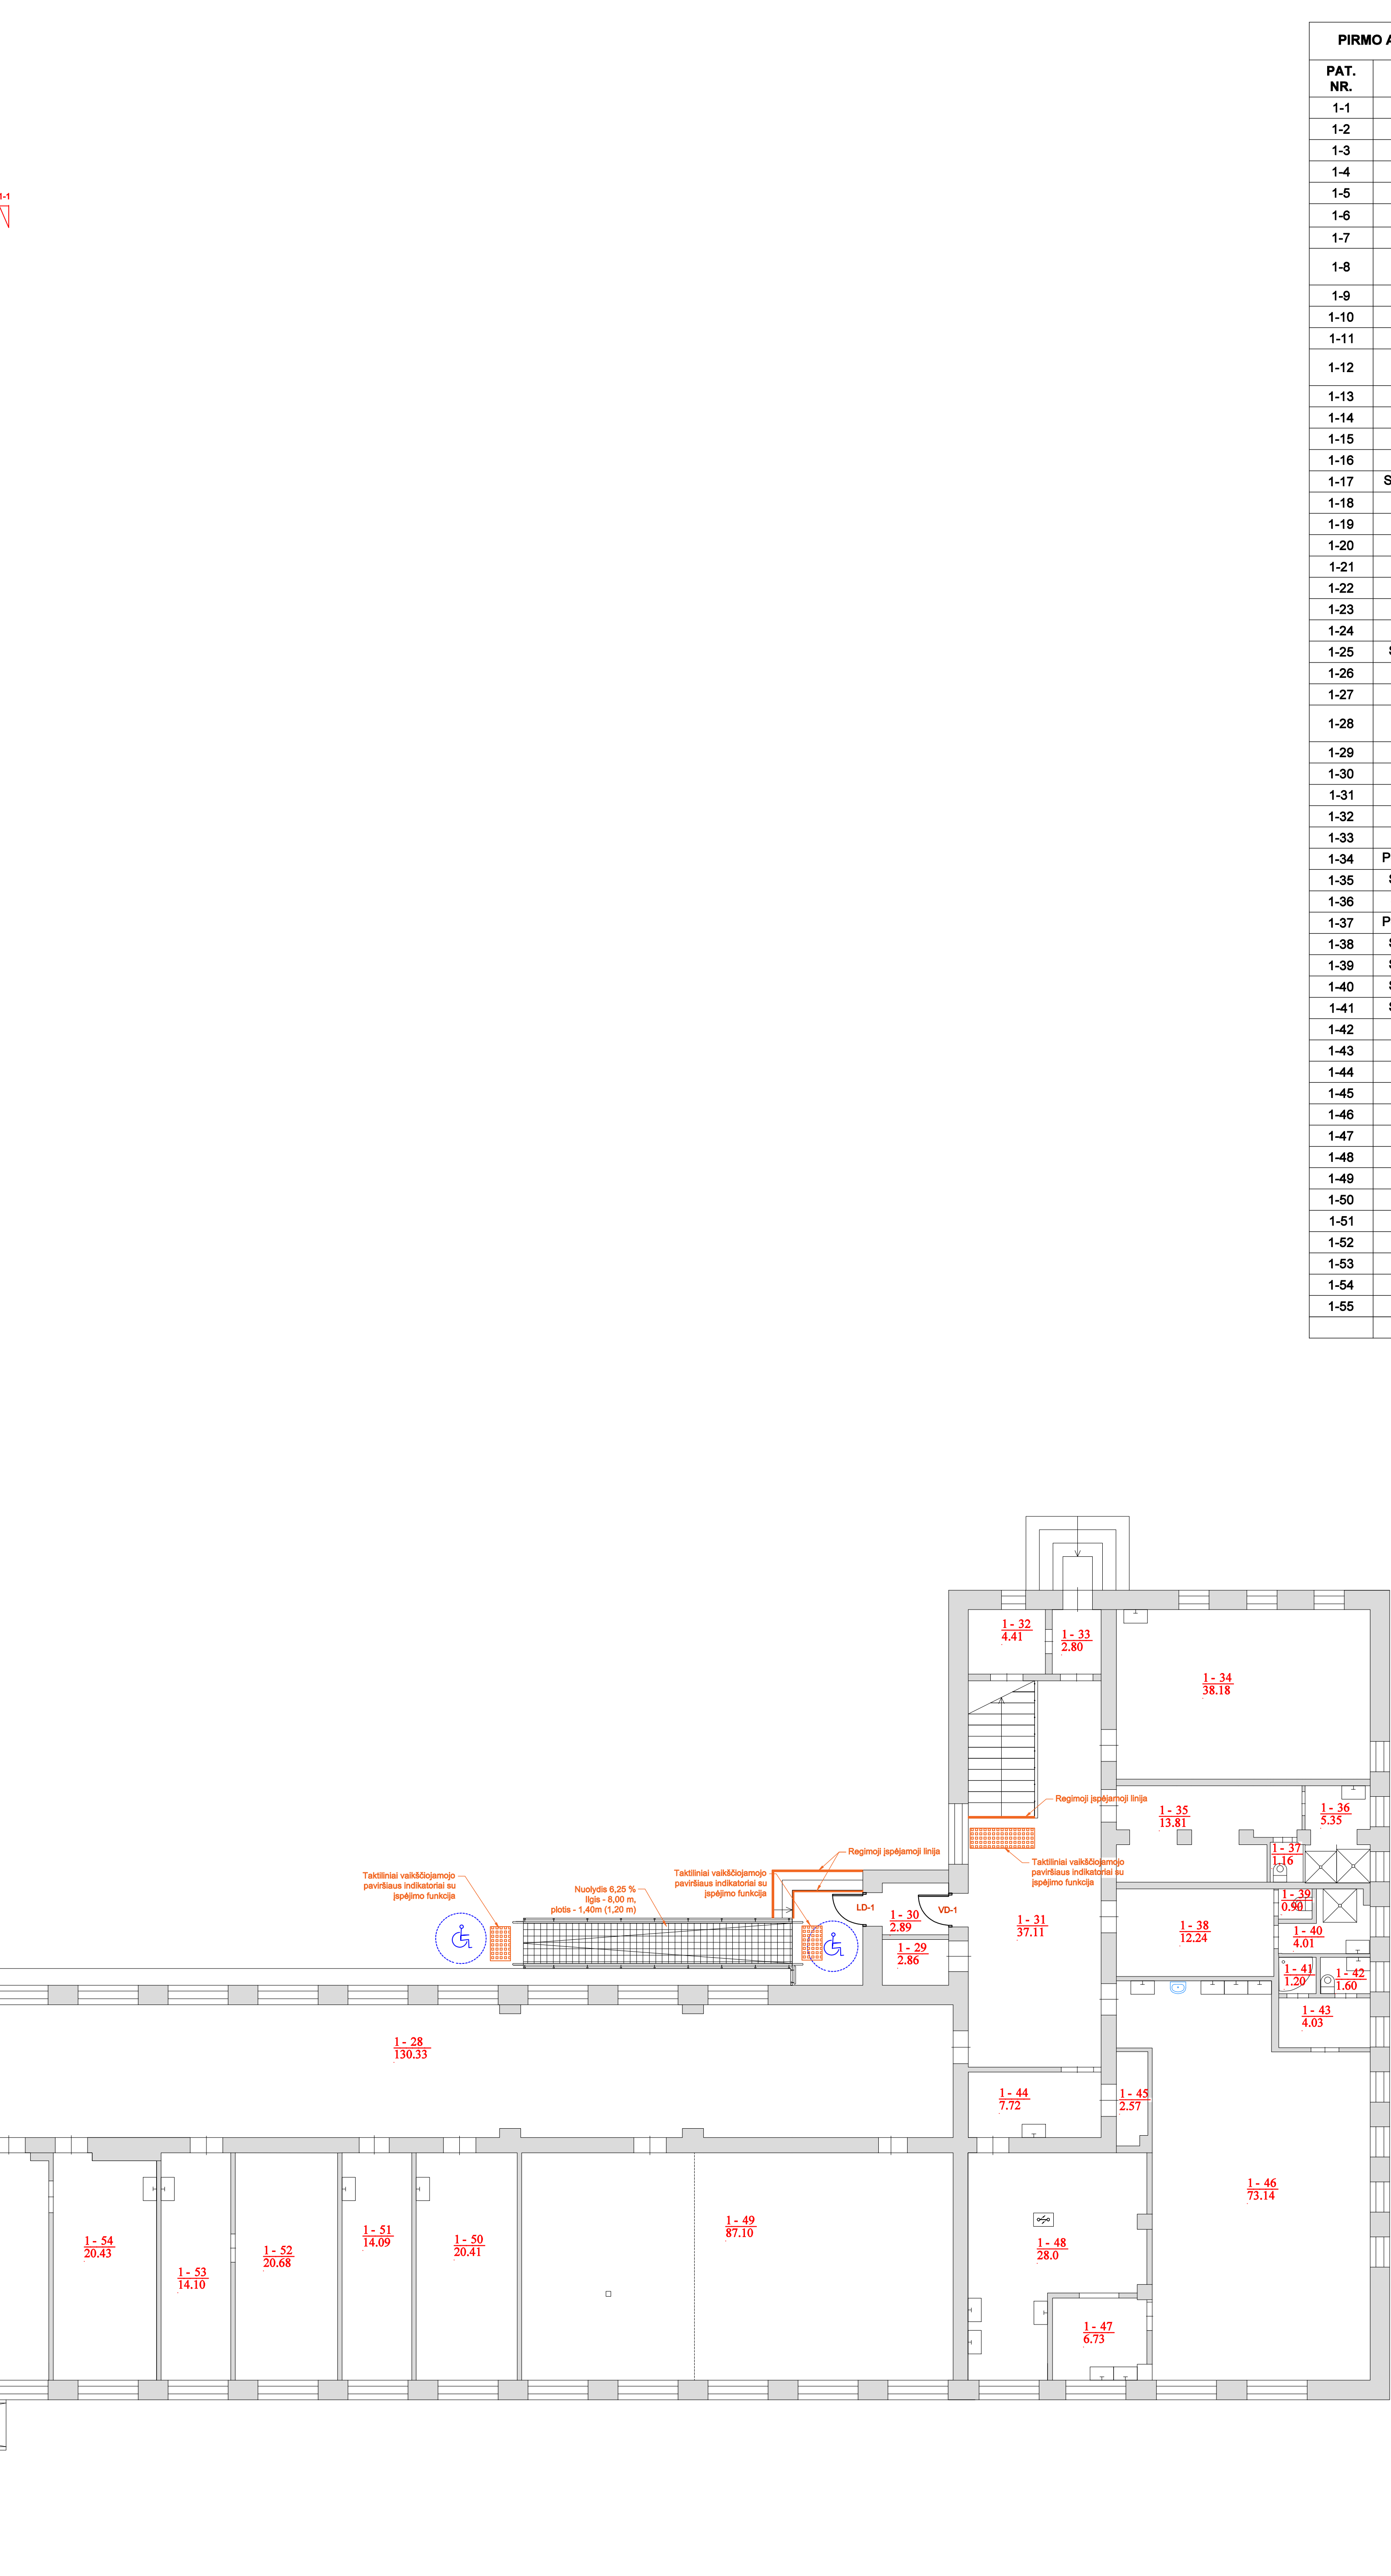 PIRMO A
PAT.
NR.
1-1
1-2
1-3
1-4
1-5
1-6
1-7
1-8
1-9
1-10
1-11
1-12
1-13
1-14
1-15
1-16
1-17 S
1-18
1-19
1-20
1-21
1-22
1-23
1-24
1-25 S
1-26
1-27
1-28
1-29
1-30
1-31
1-32
1-33
1-34 P
1-35 S
1-36
1-37 P
1-38 S
1-39 S
1-40 S
1-41 S
1-42
1-43
1-44
1-45
1-46
1-47
1-48
1-49
1-50
1-51
1-52
1-53
1-54
1-55
1-1
1 - 32
4.41
1 - 33
2.80
1 - 34
38.18
Regimoji įspėjamoji linija
1 - 35
13.81
1 - 36
5.35
1 - 37
1.16
Taktiliniai vaikščiojamojo
paviršiaus indikatoriai su
įspėjimo funkcija
Regimoji įspėjamoji linija
Taktiliniai vaikščiojamojo
paviršiaus indikatoriai su
įspėjimo funkcija
Taktiliniai vaikščiojamojo
paviršiaus indikatoriai su
įspėjimo funkcija
Nuolydis 6,25 %
Ilgis - 8,00 m,
plotis - 1,40m (1,20 m)
LD-1
1 - 30
2.89
VD-1
1 - 31
37.11
1 - 29
2.86
1 - 38
12.24
1 - 39
0.90
1 - 40
4.01
1 - 41
1.20
1 - 42
1.60
1 - 43
4.03
1 - 28
130.33
1 - 44
7.72
1 - 45
2.57
1 - 46
73.14
1 - 54
20.43
1 - 53
14.10
1 - 52
20.68
1 - 51
14.09
1 - 50
20.41
1 - 49
87.10
1 - 48
28.0
1 - 47
6.73